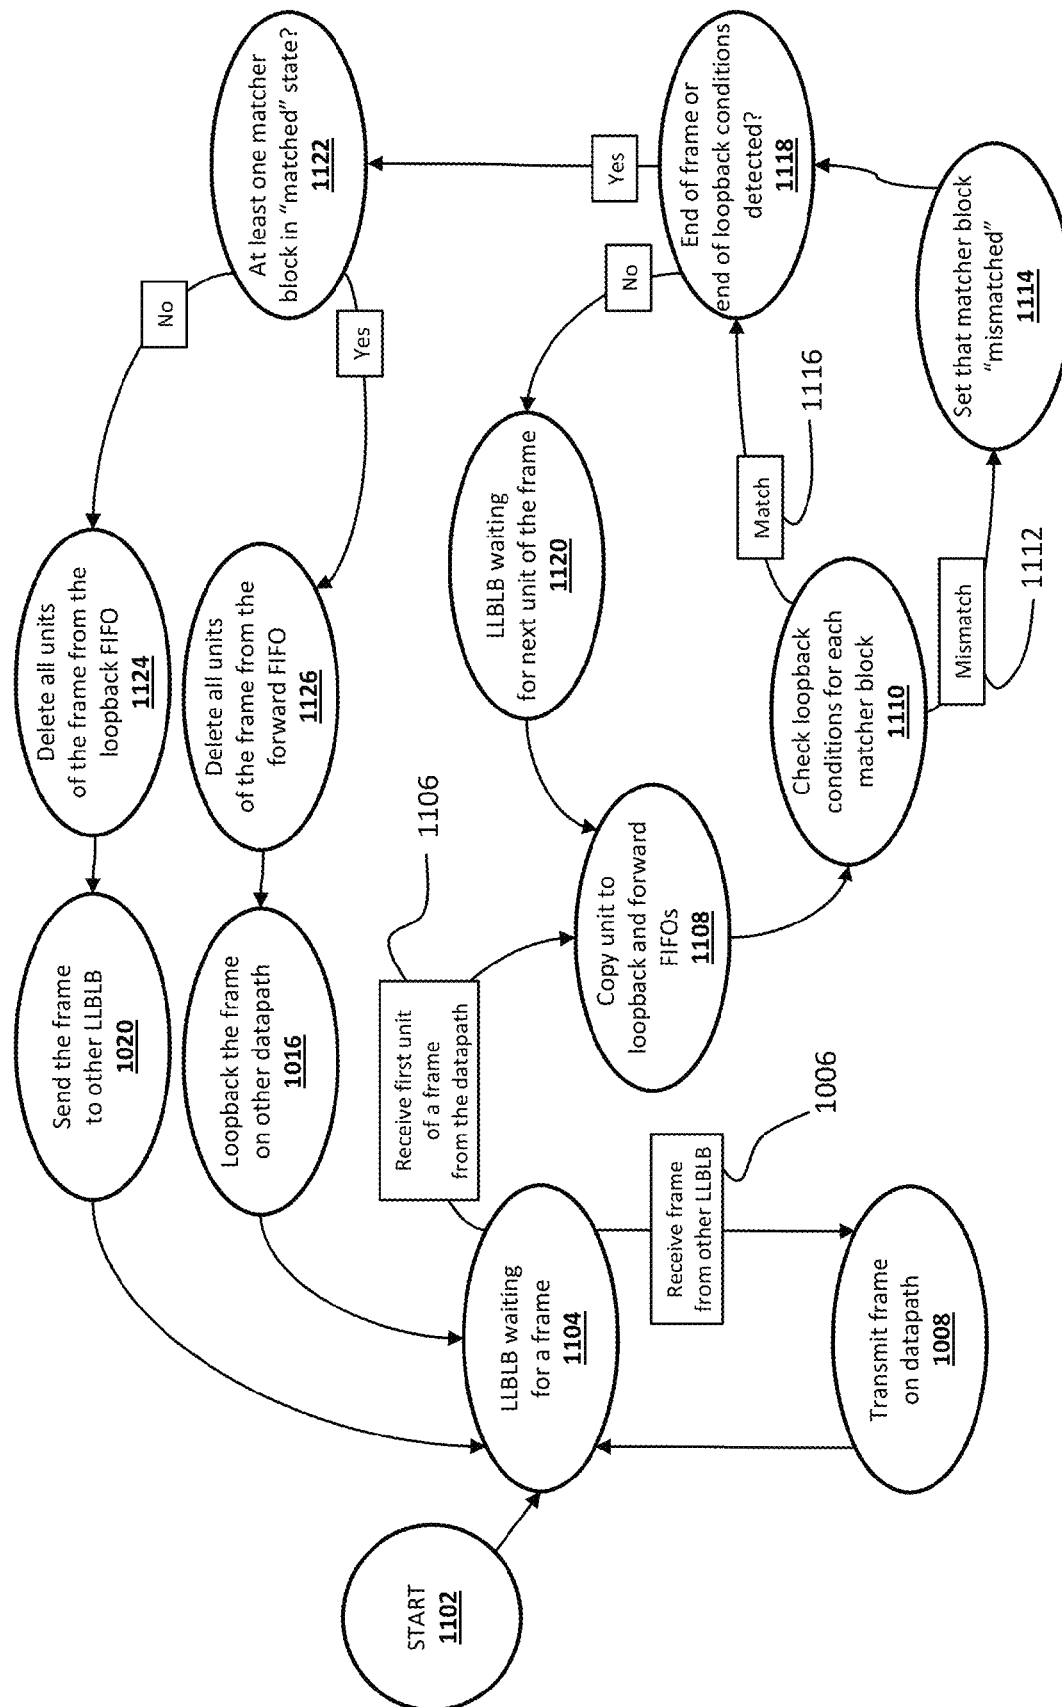 START
1102
LLBLB waiting
for a frame
1104
Receive frame
from other LLBLB
1006
Transmit frame
on datapath
1008
Receive first unit
of a frame
from the datapath
1106
Copy unit to
loopback and forward
FIFOs
1108
Check loopback
conditions for each
matcher block
1110
Mismatch
1112
Set that matcher block
“mismatched”
1114
Match
1116
End of frame or
end of loopback conditions
detected?
1118
No
LLBLB waiting
for next unit of the frame
1120
Yes
At least one matcher
block in “matched” state?
1122
No
Delete all units
of the frame from the
loopback FIFO
1124
Send the frame
to other LLBLB
1020
Yes
Delete all units
of the frame from the
forward FIFO
1126
Loopback the frame
on other datapath
1016